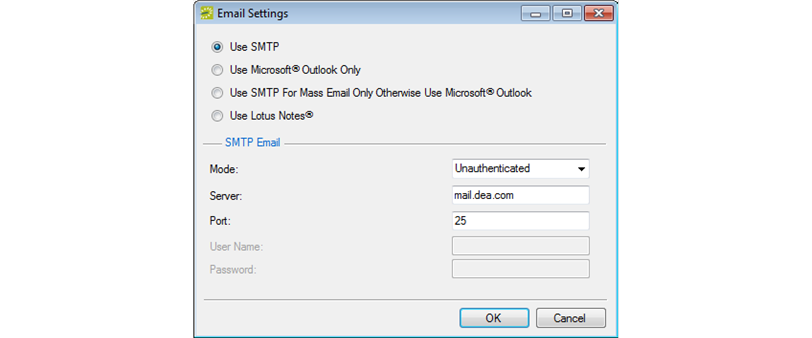 Email Settings
Use SMTP
Use Microsoft® Outlook Only
Use SMTP For Mass Email Only Otherwise Use Microsoft® Outlook
Use Lotus Notes®
SMTP Email
Mode: Unauthenticated
Server: mail.dea.com
Port: 25
User Name:
Password:
OK Cancel